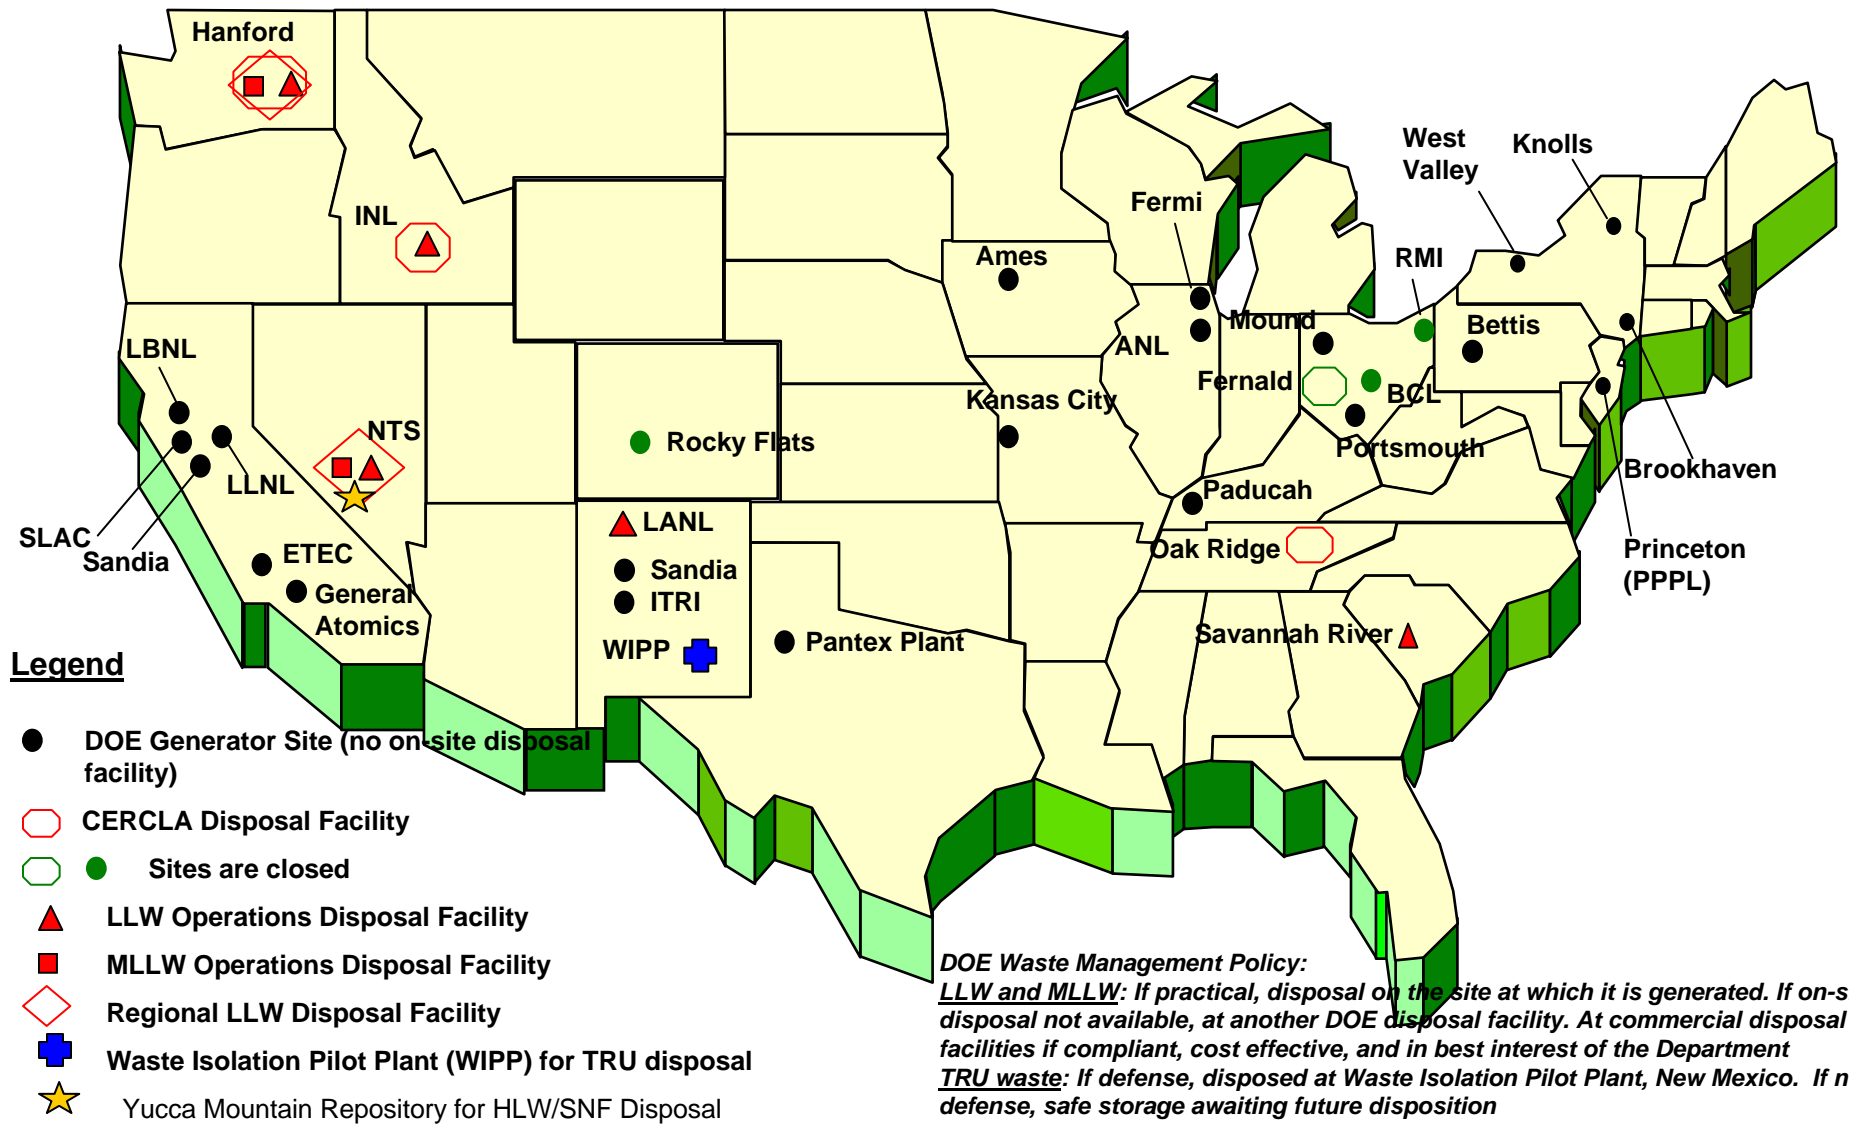 Hanford
West
Valley
Knolls
INL
Fermi
Ames
RMI
LBNL
ANL
Mound
Bettis
Fernald
BCL
Kansas City
NTS
Rocky Flats
Portsmouth
Brookhaven
LLNL
Paducah
SLAC
Sandia
LANL
Oak Ridge
Princeton
(PPPL)
ETEC
Sandia
General
Atomics
ITRI
WIPP
Pantex Plant
Savannah River
Legend
DOE Generator Site (no on-site disposal
facility)
CERCLA Disposal Facility
Sites are closed
LLW Operations Disposal Facility
MLLW Operations Disposal Facility
Regional LLW Disposal Facility
Waste Isolation Pilot Plant (WIPP) for TRU disposal
Yucca Mountain Repository for HLW/SNF Disposal
DOE Waste Management Policy:
LLW and MLLW: If practical, disposal on the site at which it is generated. If on-s
disposal not available, at another DOE disposal facility. At commercial disposal
facilities if compliant, cost effective, and in best interest of the Department
TRU waste: If defense, disposed at Waste Isolation Pilot Plant, New Mexico. If n
defense, safe storage awaiting future disposition